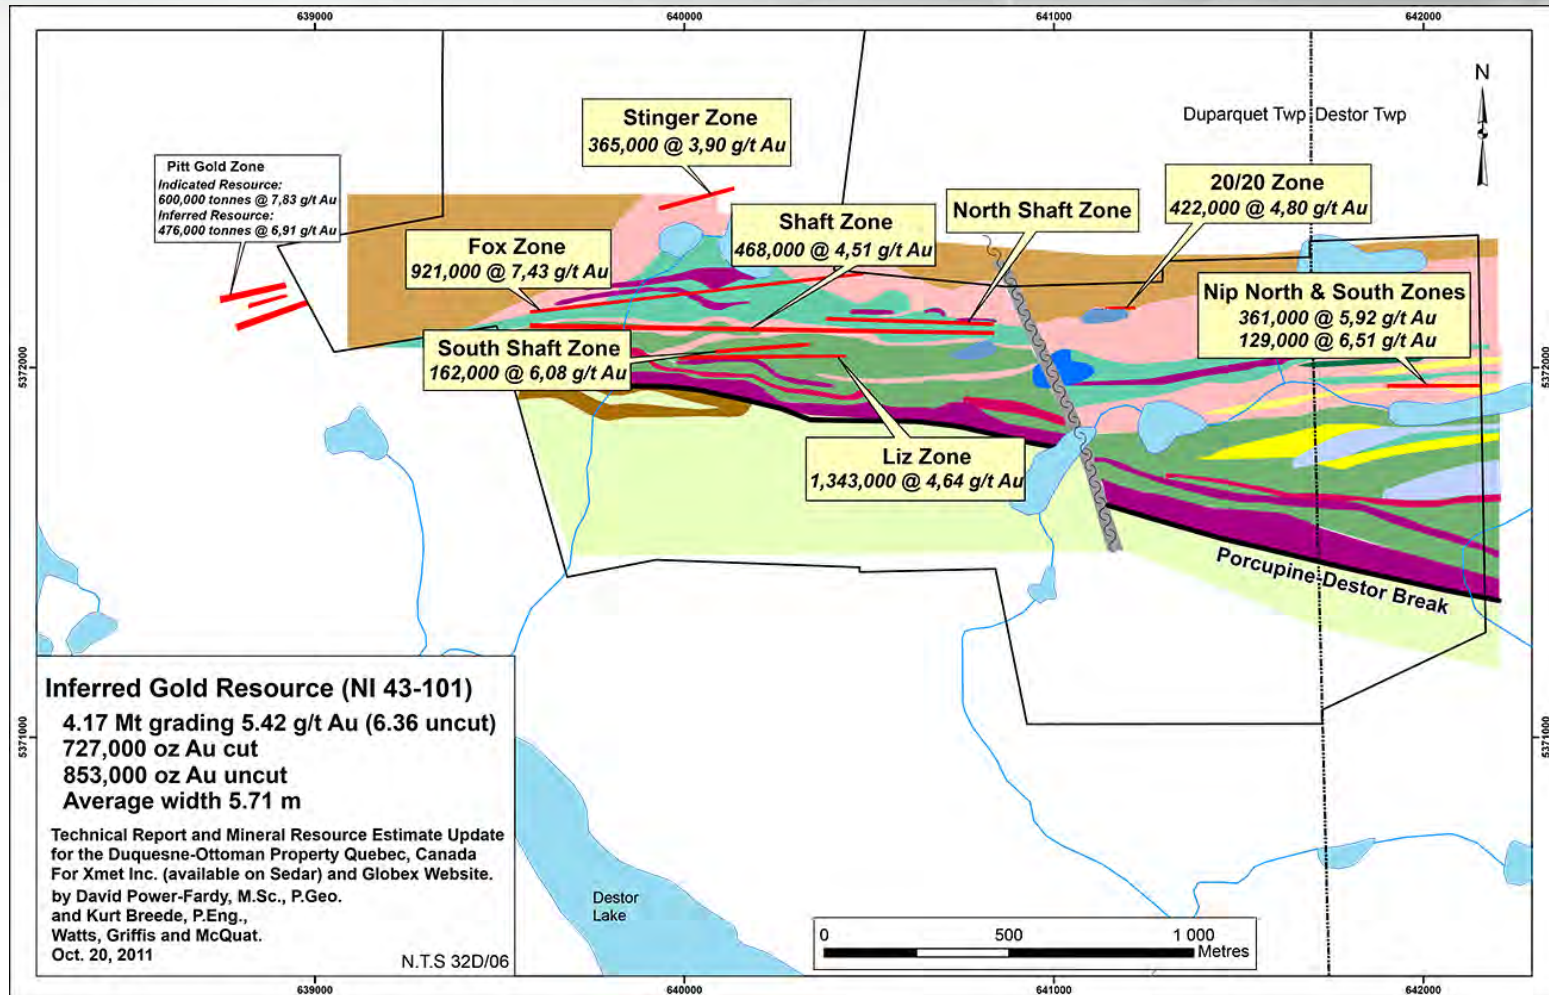 639000
640000
641000
642000
N
Duparquet Twp
Destor Twp
Stinger Zone
365,000 @ 3,90 g/t Au
Pitt Gold Zone
Indicated Resource:
600,000 tonnes @ 7,83 g/t Au
Inferred Resource:
476,000 tonnes @ 6,91 g/t Au
20/20 Zone
422,000 @ 4,80 g/t Au
North Shaft Zone
Shaft Zone
468,000 @ 4,51 g/t Au
Fox Zone
921,000 @ 7,43 g/t Au
Nip North & South Zones
361,000 @ 5,92 g/t Au
129,000 @ 6,51 g/t Au
South Shaft Zone
162,000 @ 6,08 g/t Au
5372000
5372000
Liz Zone
1,343,000 @ 4,64 g/t Au
Porcupine-Destor Break
Inferred Gold Resource (NI 43-101)
4.17 Mt grading 5.42 g/t Au (6.36 uncut)
727,000 oz Au cut
853,000 oz Au uncut
Average width 5.71 m
5371000
5371000
Technical Report and Mineral Resource Estimate Update
for the Duquesne-Ottoman Property Quebec, Canada
For Xmet Inc. (available on Sedar) and Globex Website.
by David Power-Fardy, M.Sc., P.Geo.
and Kurt Breede, P.Eng.,
Watts, Griffis and McQuat.
Oct. 20, 2011
N.T.S 32D/06
Destor
Lake
0
500
1 000
Metres
639000
640000
641000
642000